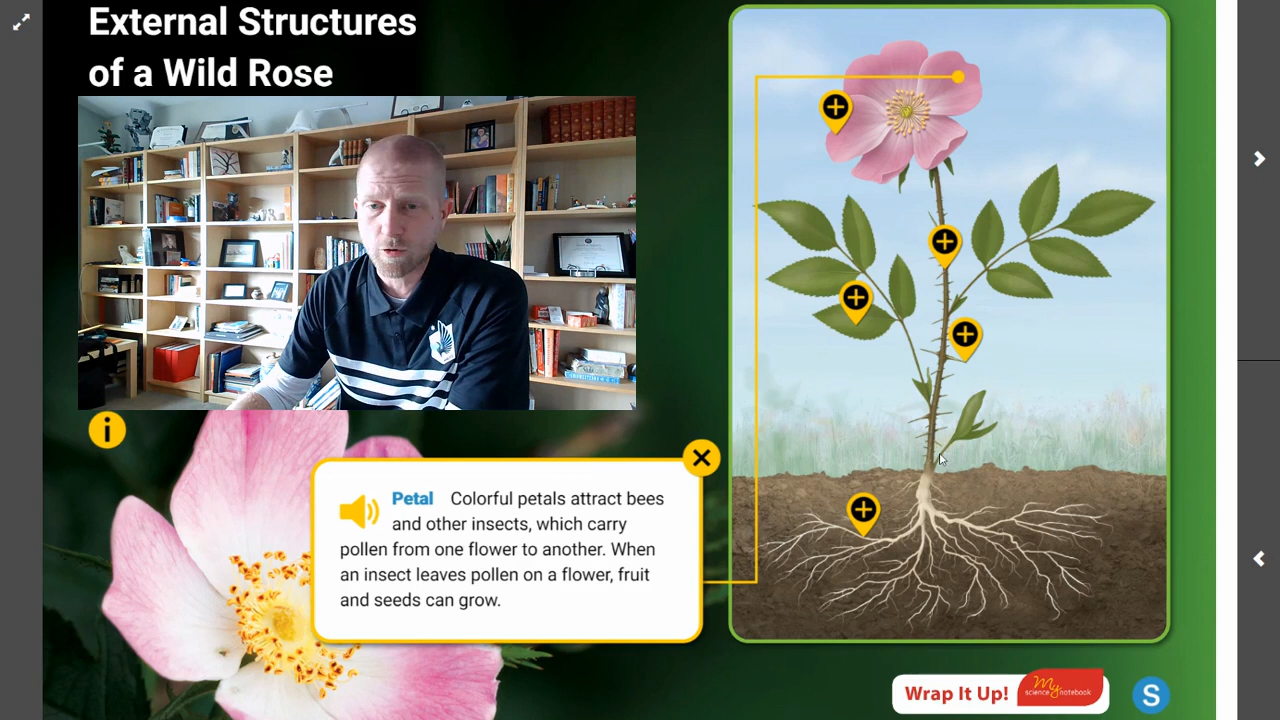 External Structures
of a Wild Rose
i
Petal Colorful petals attract bees
and other insects, which carry
pollen from one flower to another. When
an insect leaves pollen on a flower, fruit
and seeds can grow.
Wrap It Up!
My
science notebook
S